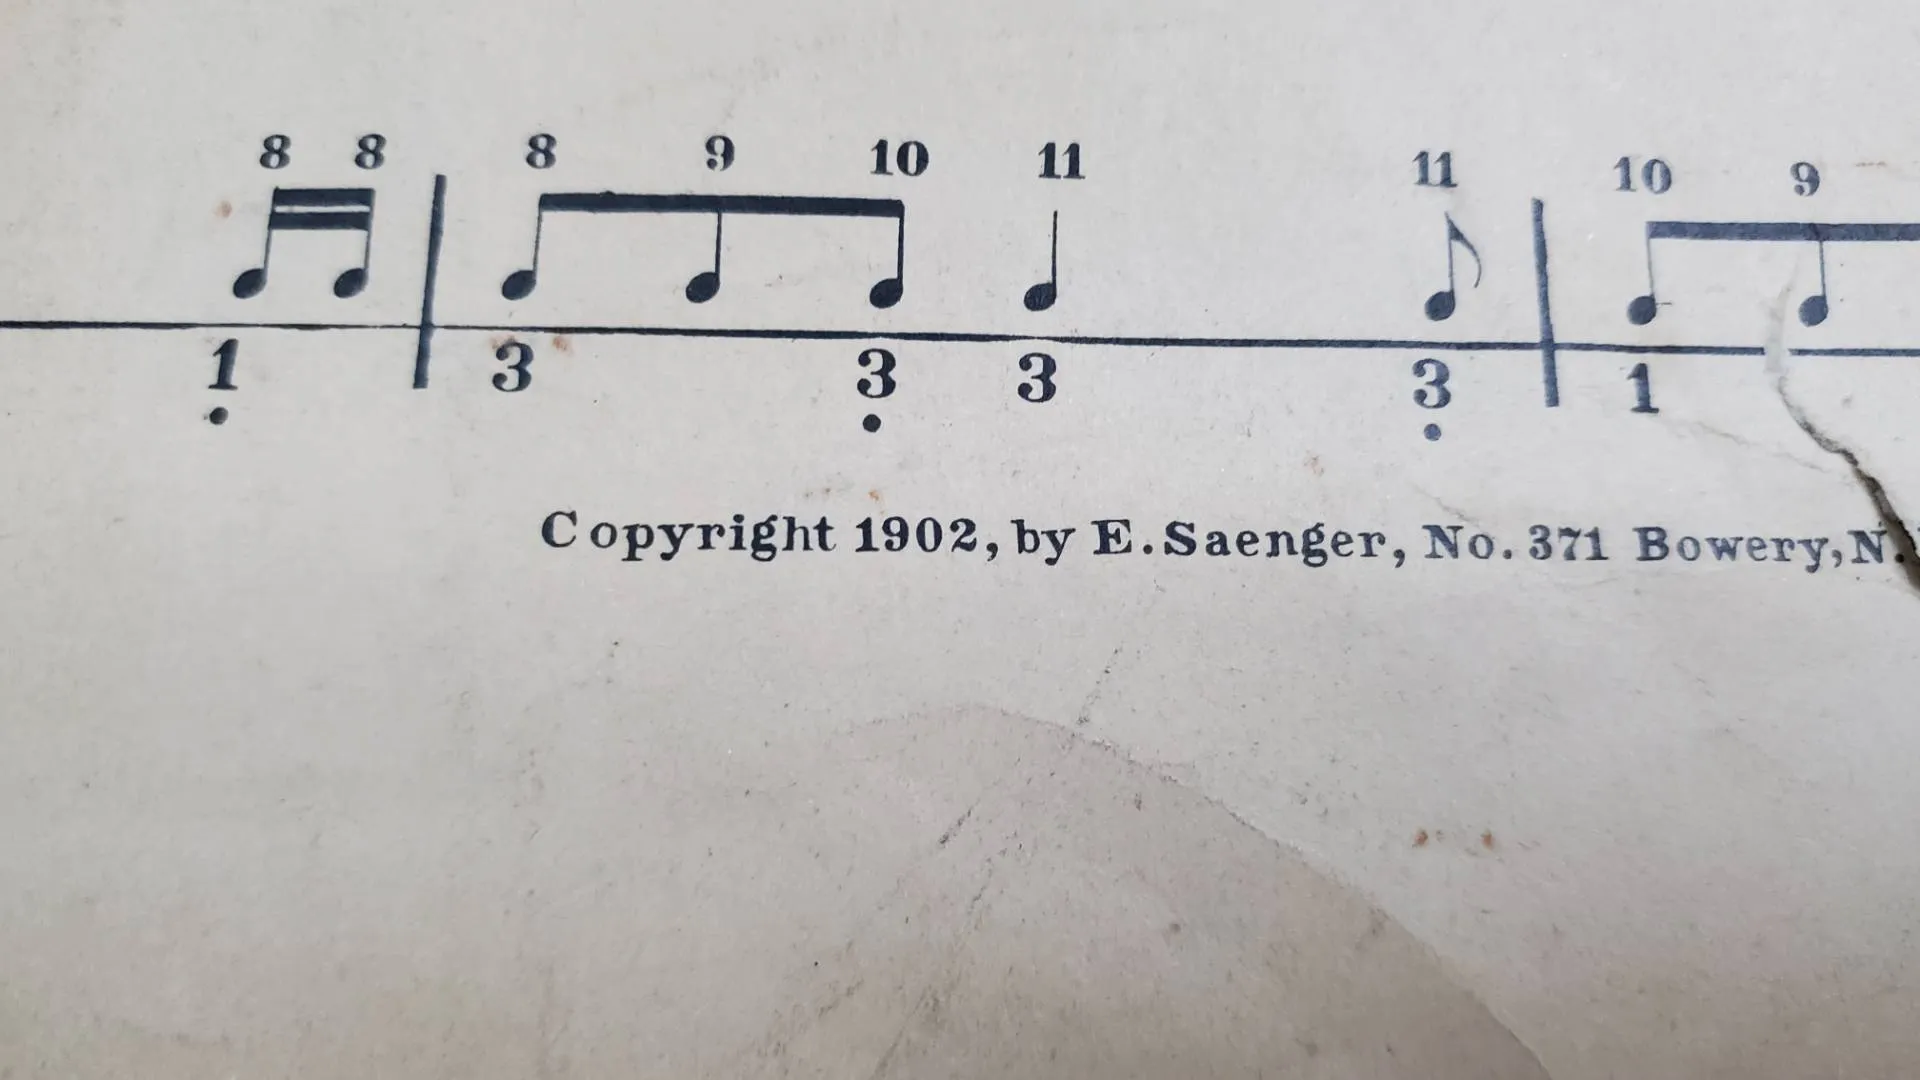 8 8 8 9 10 11 11 10 9
1 3 3 3 3 1
Copyright 1902, by E. Saenger, No. 371 Bowery, N.